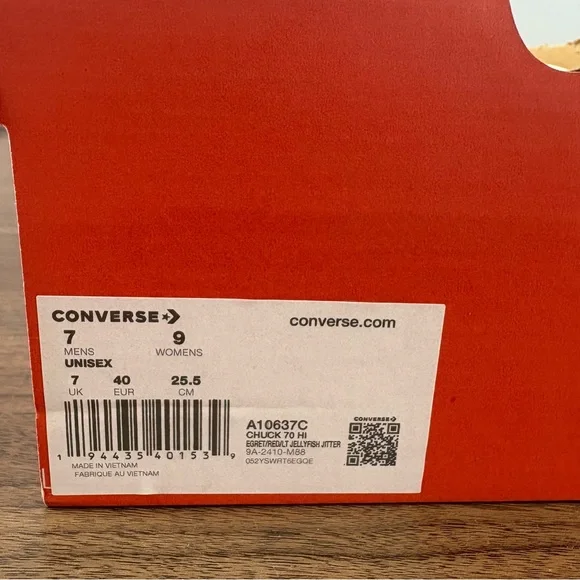 CONVERSE
converse.com
7 9
MENS WOMENS
UNISEX
7 40 25.5
UK EUR CM
1 94435 40153 9
MADE IN VIETNAM
FABRIQUE AU VIETNAM
A10637C
CHUCK 70 HI
EGRET/RED/LT JELLYFISH JITTER
9A-2410-M88
052YSWRT6EGQE
CONVERSE